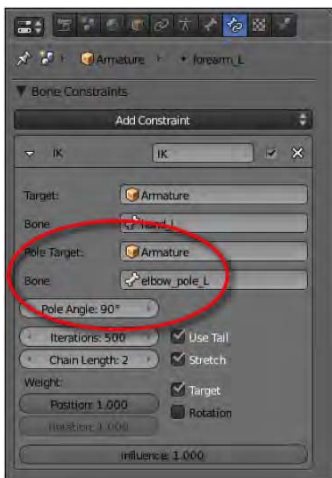 Armature forearm_L
Bone Constraints
Add Constraint
IK IK
Target: Armature
Bone: hand_L
Pole Target: Armature
Bone: elbow_pole_L
Pole Angle: 90°
Iterations: 500 Use Tail
Chain Length: 2 Stretch
Weight:
Position: 1.000 Target
Rotation: 1.000 Rotation
Influence: 1.000